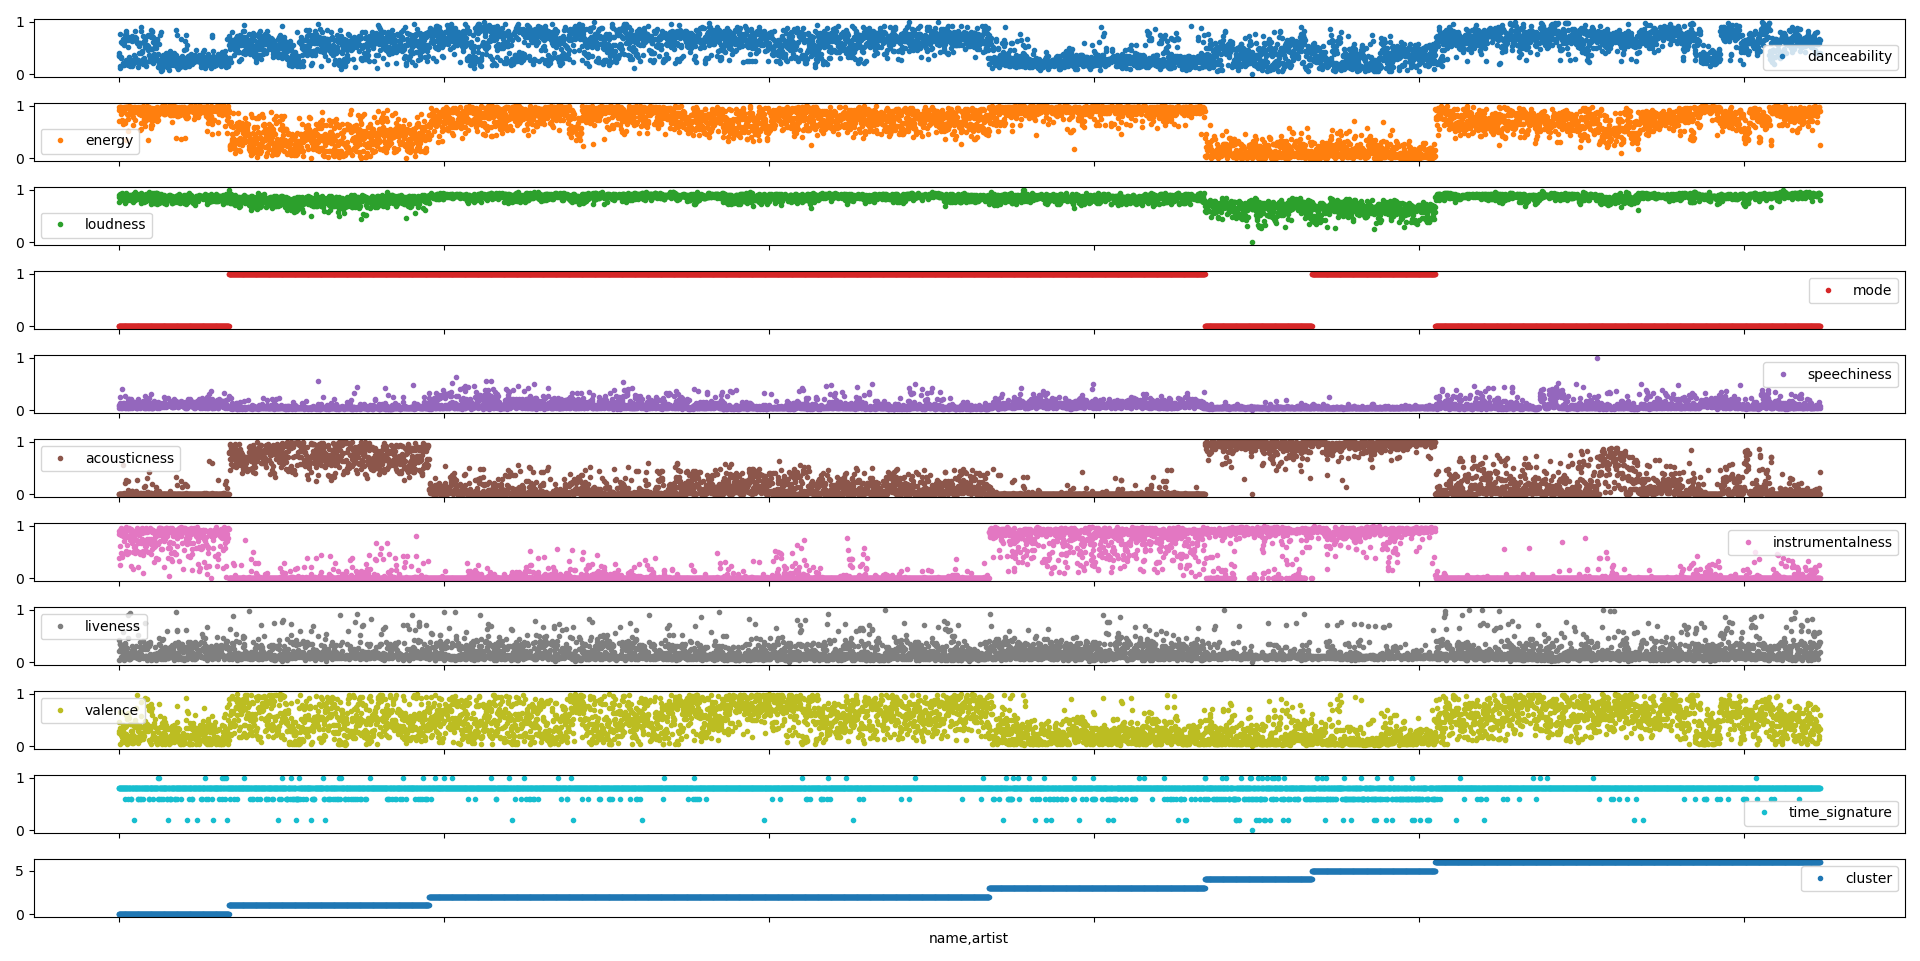 1
0
danceability
1
0
energy
1
0
loudness
1
0
mode
1
0
speechiness
1
0
acousticness
1
0
instrumentalness
1
0
liveness
1
0
valence
1
0
time_signature
5
0
cluster
name,artist